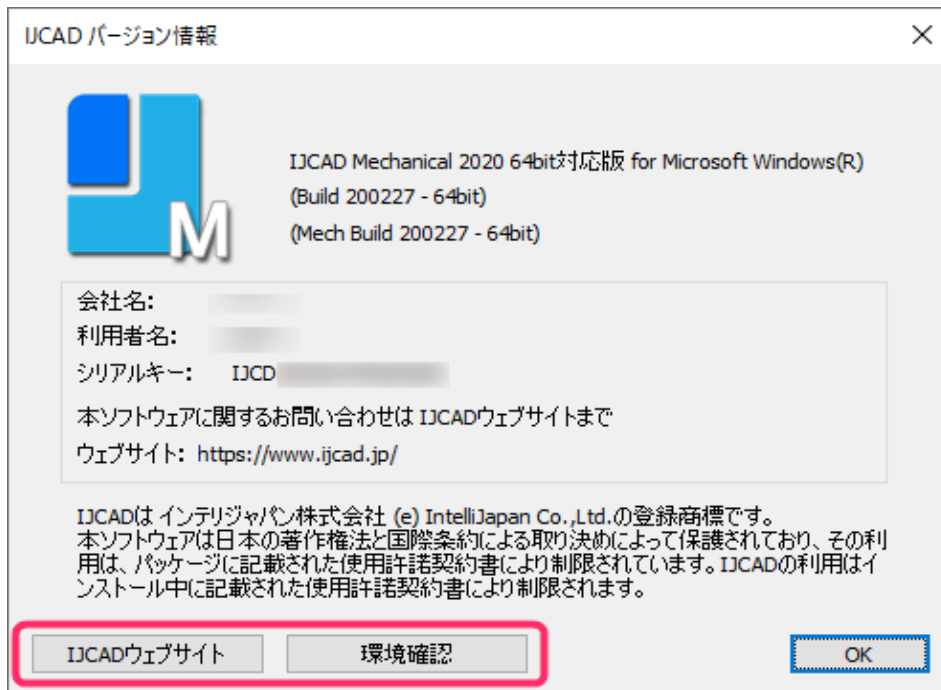 IJCAD バージョン情報
M
IJCAD Mechanical 2020 64bit対応版 for Microsoft Windows(R)
(Build 200227 - 64bit)
(Mech Build 200227 - 64bit)
会社名:
利用者名:
シリアルキー: IJCD
本ソフトウェアに関するお問い合わせは IJCADウェブサイトまで
ウェブサイト: https://www.ijcad.jp/
IJCADは インテリジャパン株式会社 (e) IntelliJapan Co.,Ltd.の登録商標です。
本ソフトウェアは日本の著作権法と国際条約による取り決めによって保護されており、その利
用は、パッケージに記載された使用許諾契約書により制限されています。IJCADの利用はイ
ンストール中に記載された使用許諾契約書により制限されます。
IJCADウェブサイト 環境確認 OK